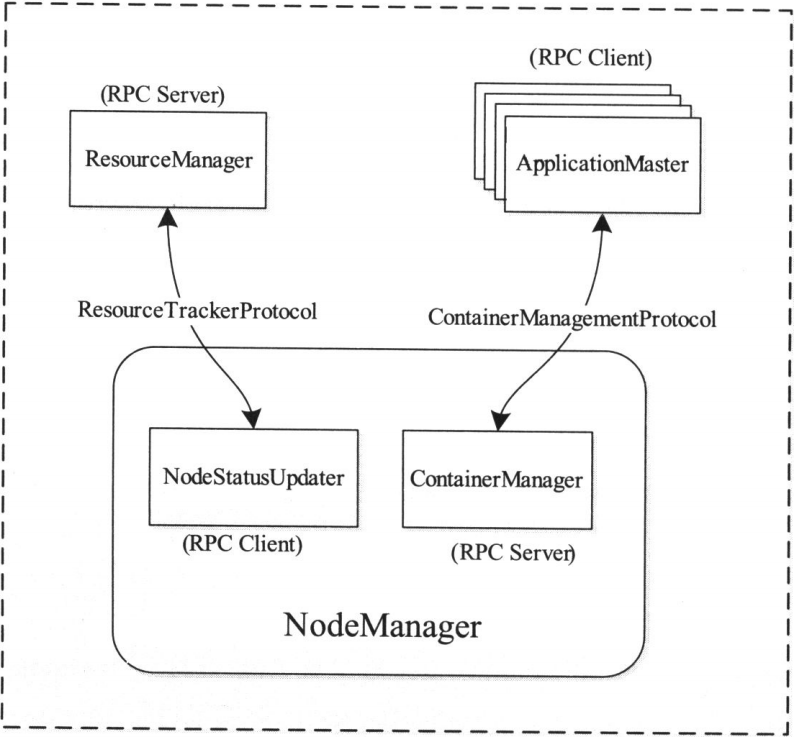 (RPC Client)
(RPC Server)
ResourceManager
ApplicationMaster
ResourceTrackerProtocol
ContainerManagementProtocol
NodeStatusUpdater
ContainerManager
(RPC Client)
(RPC Server)
NodeManager